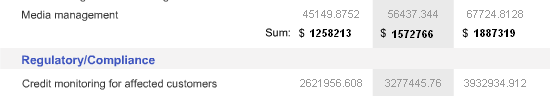 Media management 45149.8752 56437.344 67724.8128
Sum: $ 1258213 $ 1572766 $ 1887319
Regulatory/Compliance
Credit monitoring for affected customers 2621956.608 3277445.76 3932934.912